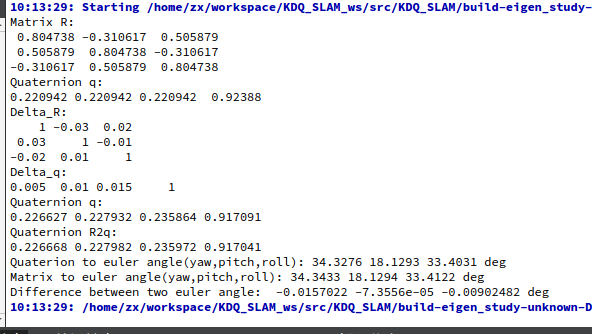 10:13:29: Starting /home/zx/workspace/KDQ_SLAM_ws/src/KDQ_SLAM/build-eigen_study-
Matrix R:
0.804738 -0.310617 0.505879
0.505879 0.804738 -0.310617
-0.310617 0.505879 0.804738
Quaternion q:
0.220942 0.220942 0.220942 0.92388
Delta_R:
1 -0.03 0.02
0.03 1 -0.01
-0.02 0.01 1
Delta_q:
0.005 0.01 0.015 1
Quaternion q:
0.226627 0.227932 0.235864 0.917091
Quaternion R2q:
0.226668 0.227982 0.235972 0.917041
Quaterion to euler angle(yaw,pitch,roll): 34.3276 18.1293 33.4031 deg
Matrix to euler angle(yaw,pitch,roll): 34.3433 18.1294 33.4122 deg
Difference between two euler angle: -0.0157022 -7.3556e-05 -0.00902482 deg
10:13:29: /home/zx/workspace/KDQ_SLAM_ws/src/KDQ_SLAM/build-eigen_study-unknown-D